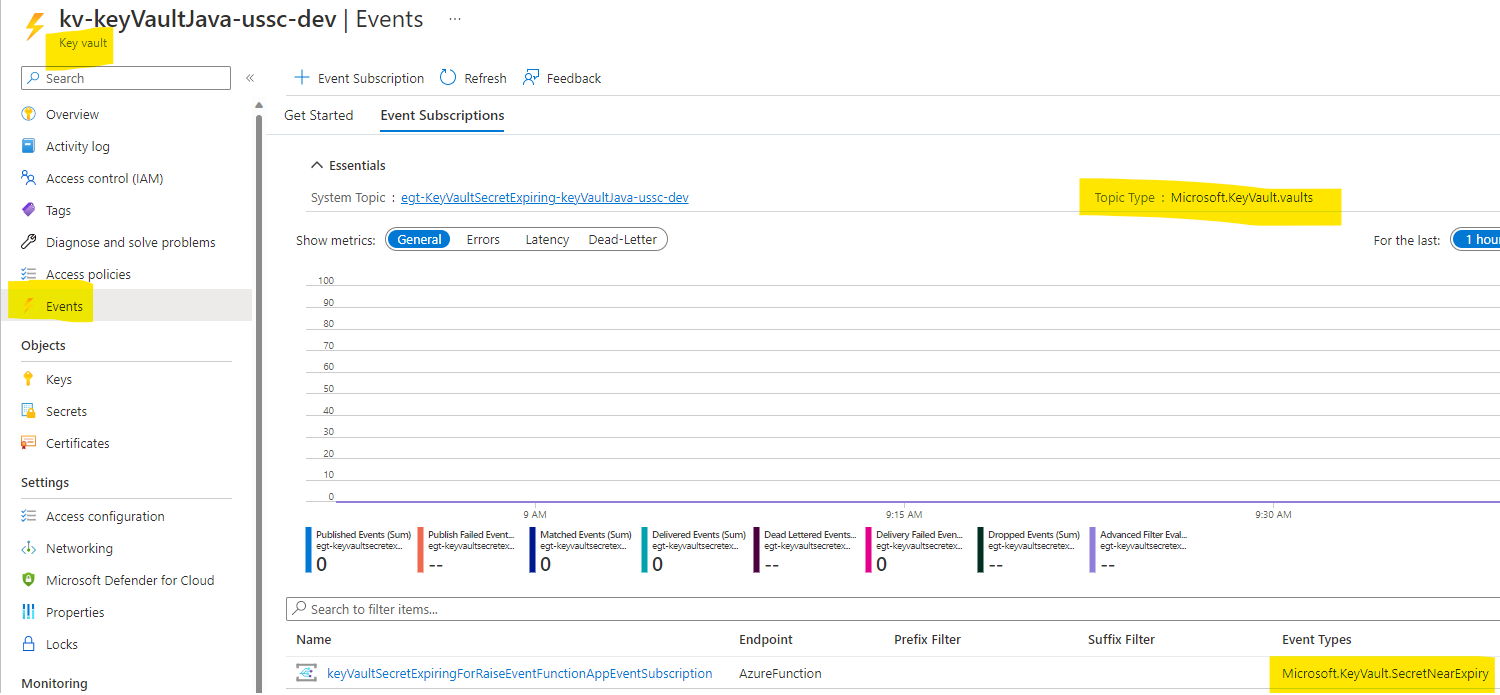 kv-keyVaultJava-ussc-dev | Events ...
Key vault
Search
«
Overview
Activity log
Access control (IAM)
Tags
Diagnose and solve problems
Access policies
Events
Objects
Keys
Secrets
Certificates
Settings
Access configuration
Networking
Microsoft Defender for Cloud
Properties
Locks
Monitoring
+ Event Subscription Refresh Feedback
Get Started Event Subscriptions
Essentials
System Topic : egt-KeyVaultSecretExpiring-keyVaultJava-ussc-dev Topic Type : Microsoft.KeyVault.vaults
Show metrics: General Errors Latency Dead-Letter For the last: 1 hou
100
90
80
70
60
50
40
30
20
10
0
9 AM 9:15 AM 9:30 AM
Published Events (Sum) Publish Failed Event... Matched Events (Sum) Delivered Events (Sum) Dead Lettered Events... Delivery Failed Even... Dropped Events (Sum) Advanced Filter Eval...
egt-keyvaultsecretex... egt-keyvaultsecretex... egt-keyvaultsecretex... egt-keyvaultsecretex... egt-keyvaultsecretex... egt-keyvaultsecretex... egt-keyvaultsecretex... egt-keyvaultsecretex...
0 -- 0 0 -- 0 -- --
Search to filter items...
Name Endpoint Prefix Filter Suffix Filter Event Types
keyVaultSecretExpiringForRaiseEventFunctionAppEventSubscription AzureFunction Microsoft.KeyVault.SecretNearExpiry